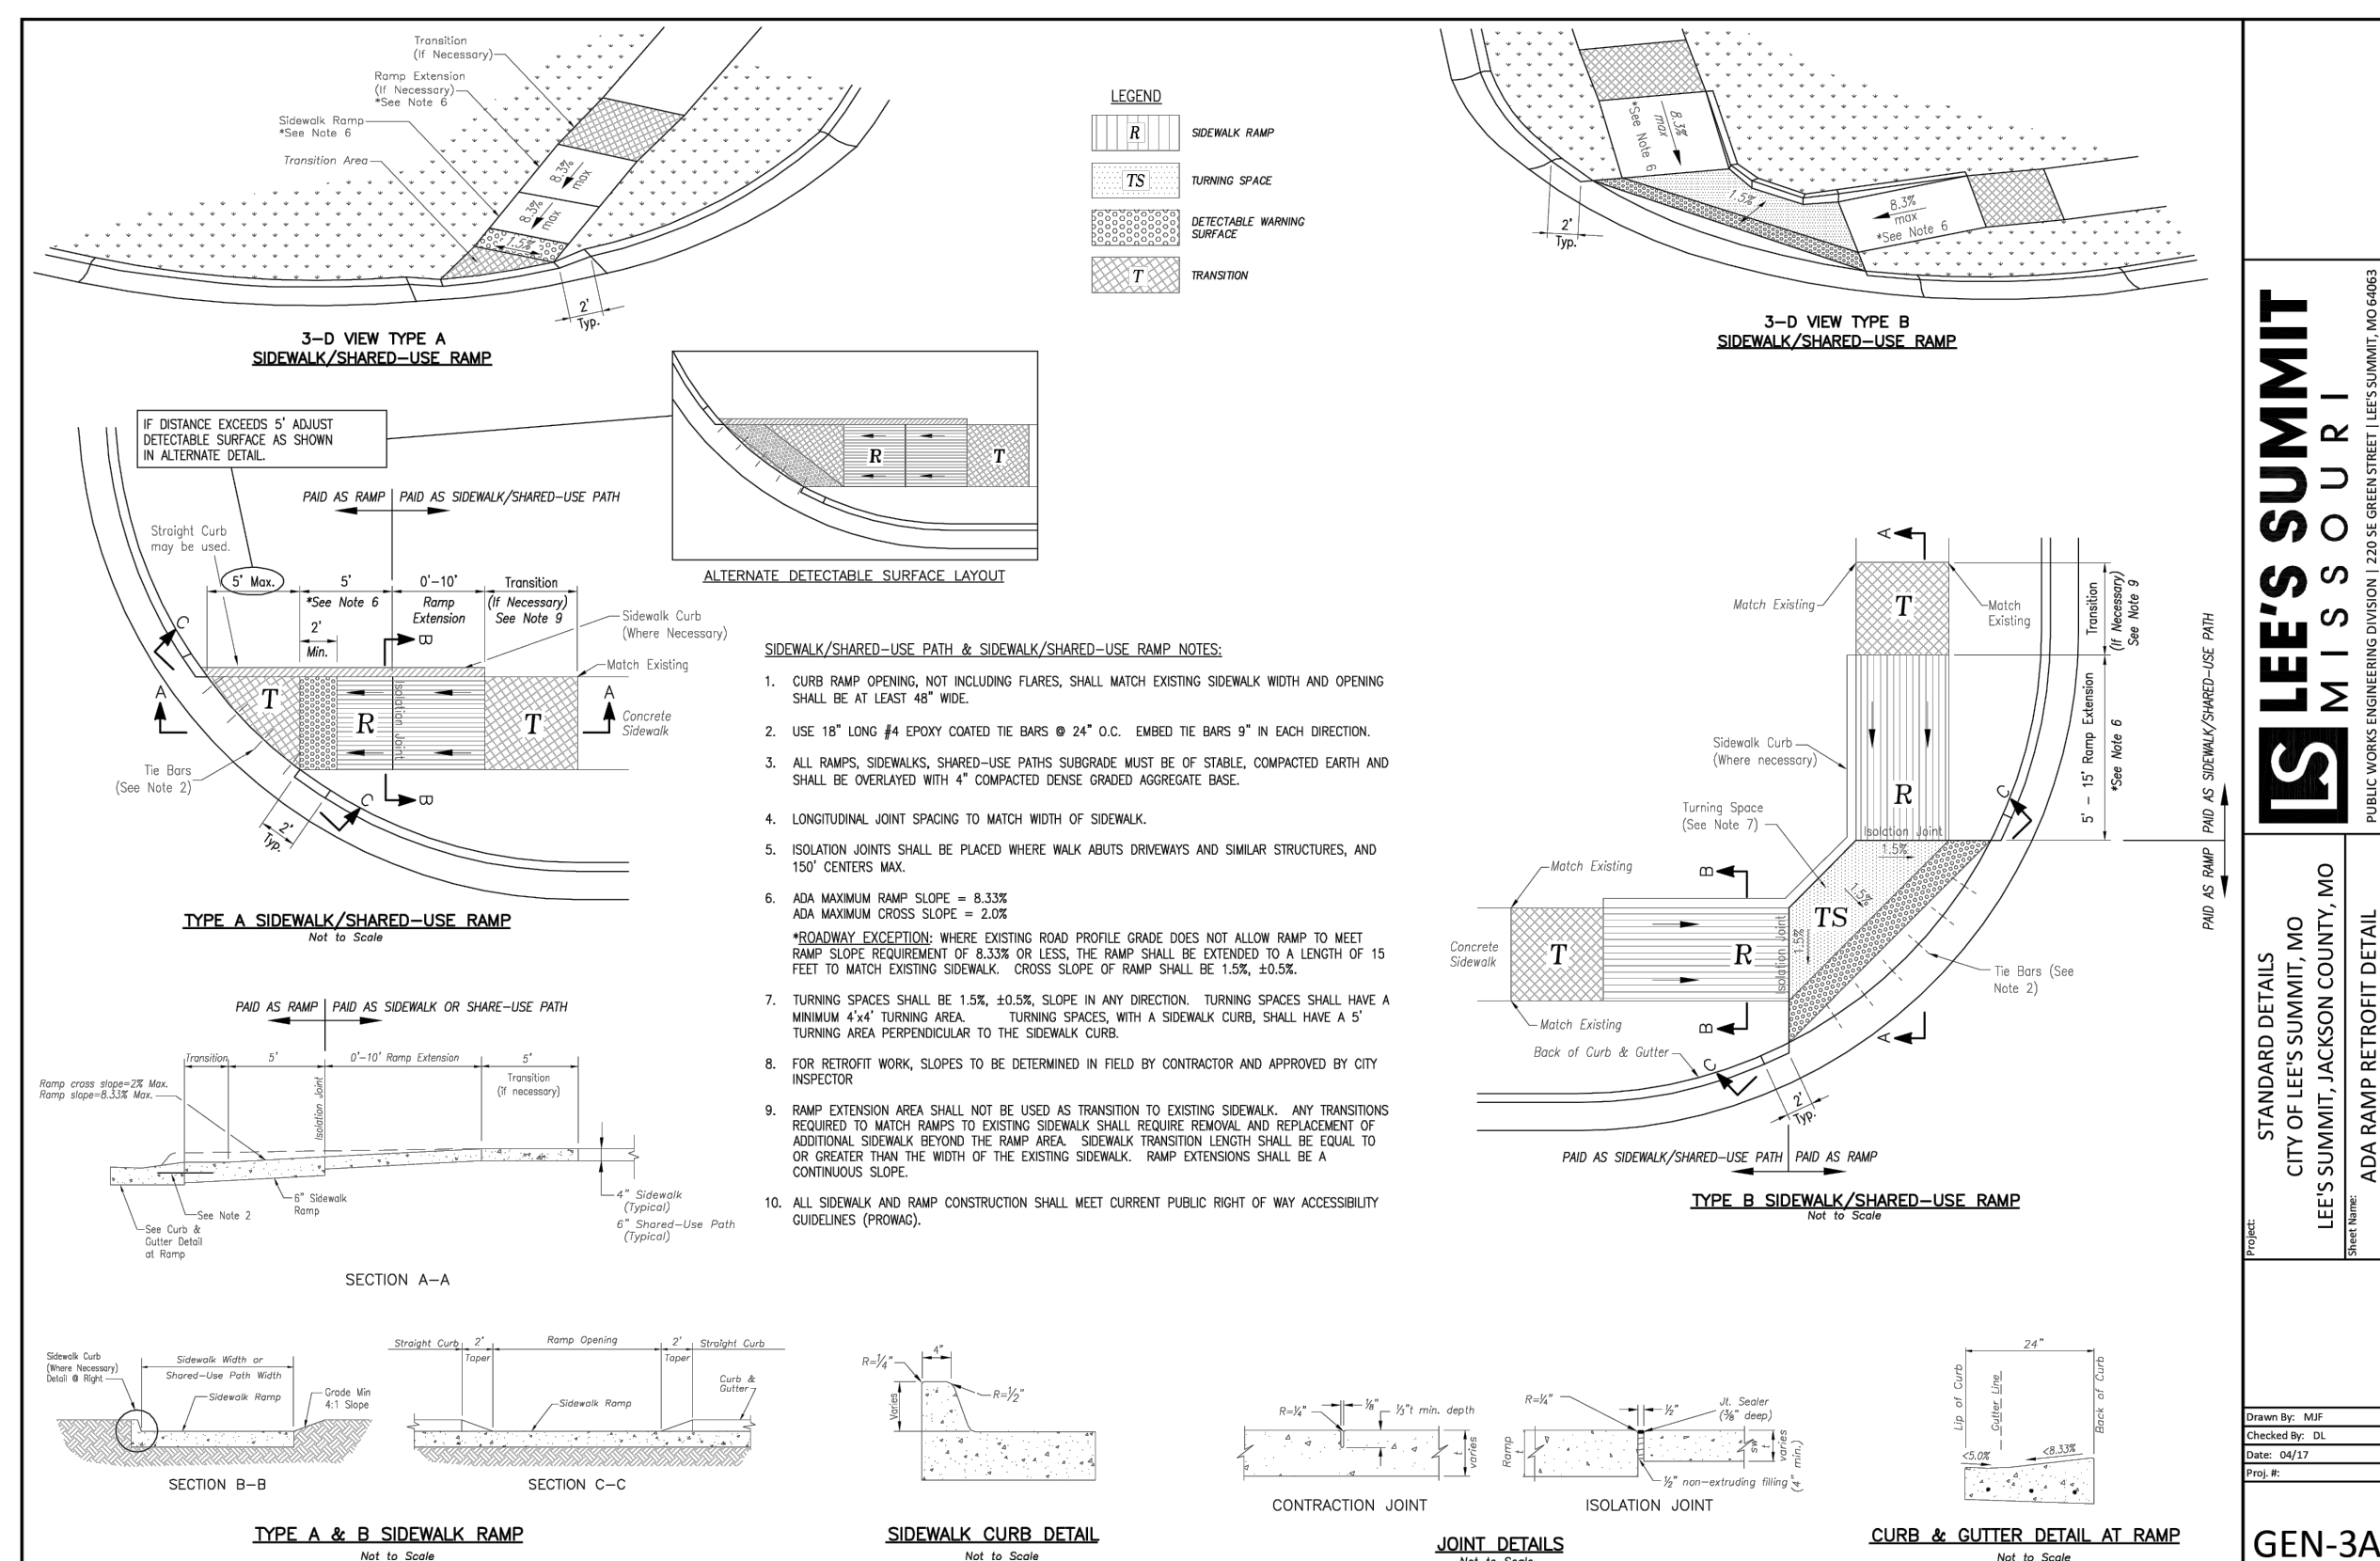 Transition
(If Necessary)
Ramp Extension
(If Necessary)
*See Note 6
Sidewalk Ramp
*See Note 6
Transition Area
8.3%
max
8.3%
max
1.5%
2'
Typ.
3-D VIEW TYPE A
SIDEWALK/SHARED-USE RAMP
LEGEND
R
SIDEWALK RAMP
TS
TURNING SPACE
DETECTABLE WARNING
SURFACE
T
TRANSITION
8.3%
max
*See Note 6
1.5%
8.3%
max
*See Note 6
2'
Typ.
3-D VIEW TYPE B
SIDEWALK/SHARED-USE RAMP
IF DISTANCE EXCEEDS 5' ADJUST
DETECTABLE SURFACE AS SHOWN
IN ALTERNATE DETAIL.
R
T
ALTERNATE DETECTABLE SURFACE LAYOUT
PAID AS RAMP
PAID AS SIDEWALK/SHARED-USE PATH
Straight Curb
may be used.
5' Max.
5'
*See Note 6
0'-10'
Ramp
Extension
Transition
(If Necessary)
See Note 9
2'
Min.
Sidewalk Curb
(Where Necessary)
Match Existing
Concrete
Sidewalk
A
A
B
B
C
C
T
R
T
Isolation Joint
Tie Bars
(See Note 2)
2'
Typ.
TYPE A SIDEWALK/SHARED-USE RAMP
Not to Scale
PAID AS RAMP
PAID AS SIDEWALK OR SHARE-USE PATH
Transition
5'
0'-10' Ramp Extension
5'
Transition
(if necessary)
Ramp cross slope=2% Max.
Ramp slope=8.33% Max.
Isolation Joint
6" Sidewalk
Ramp
See Note 2
See Curb &
Gutter Detail
at Ramp
4" Sidewalk
(Typical)
6" Shared-Use Path
(Typical)
SECTION A-A
SIDEWALK/SHARED-USE PATH & SIDEWALK/SHARED-USE RAMP NOTES:
1. CURB RAMP OPENING, NOT INCLUDING FLARES, SHALL MATCH EXISTING SIDEWALK WIDTH AND OPENING
SHALL BE AT LEAST 48" WIDE.
2. USE 18" LONG #4 EPOXY COATED TIE BARS @ 24" O.C. EMBED TIE BARS 9" IN EACH DIRECTION.
3. ALL RAMPS, SIDEWALKS, SHARED-USE PATHS SUBGRADE MUST BE OF STABLE, COMPACTED EARTH AND
SHALL BE OVERLAYED WITH 4" COMPACTED DENSE GRADED AGGREGATE BASE.
4. LONGITUDINAL JOINT SPACING TO MATCH WIDTH OF SIDEWALK.
5. ISOLATION JOINTS SHALL BE PLACED WHERE WALK ABUTS DRIVEWAYS AND SIMILAR STRUCTURES, AND
150' CENTERS MAX.
6. ADA MAXIMUM RAMP SLOPE = 8.33%
ADA MAXIMUM CROSS SLOPE = 2.0%
*ROADWAY EXCEPTION: WHERE EXISTING ROAD PROFILE GRADE DOES NOT ALLOW RAMP TO MEET
RAMP SLOPE REQUIREMENT OF 8.33% OR LESS, THE RAMP SHALL BE EXTENDED TO A LENGTH OF 15
FEET TO MATCH EXISTING SIDEWALK. CROSS SLOPE OF RAMP SHALL BE 1.5%, ±0.5%.
7. TURNING SPACES SHALL BE 1.5%, ±0.5%, SLOPE IN ANY DIRECTION. TURNING SPACES SHALL HAVE A
MINIMUM 4'x4' TURNING AREA. TURNING SPACES, WITH A SIDEWALK CURB, SHALL HAVE A 5'
TURNING AREA PERPENDICULAR TO THE SIDEWALK CURB.
8. FOR RETROFIT WORK, SLOPES TO BE DETERMINED IN FIELD BY CONTRACTOR AND APPROVED BY CITY
INSPECTOR
9. RAMP EXTENSION AREA SHALL NOT BE USED AS TRANSITION TO EXISTING SIDEWALK. ANY TRANSITIONS
REQUIRED TO MATCH RAMPS TO EXISTING SIDEWALK SHALL REQUIRE REMOVAL AND REPLACEMENT OF
ADDITIONAL SIDEWALK BEYOND THE RAMP AREA. SIDEWALK TRANSITION LENGTH SHALL BE EQUAL TO
OR GREATER THAN THE WIDTH OF THE EXISTING SIDEWALK. RAMP EXTENSIONS SHALL BE A
CONTINUOUS SLOPE.
10. ALL SIDEWALK AND RAMP CONSTRUCTION SHALL MEET CURRENT PUBLIC RIGHT OF WAY ACCESSIBILITY
GUIDELINES (PROWAG).
A
Match Existing
T
Match
Existing
Transition
(If Necessary)
See Note 9
Sidewalk Curb
(Where necessary)
R
5' - 15' Ramp Extension
*See Note 6
PAID AS SIDEWALK/SHARED-USE PATH
PAID AS RAMP
C
Turning Space
(See Note 7)
Isolation Joint
1.5%
1.5%
1.5%
TS
Match Existing
B
Concrete
Sidewalk
T
R
Isolation Joint
Match Existing
B
A
Tie Bars (See
Note 2)
Back of Curb & Gutter
C
2'
Typ.
PAID AS SIDEWALK/SHARED-USE PATH
PAID AS RAMP
TYPE B SIDEWALK/SHARED-USE RAMP
Not to Scale
Sidewalk Curb
(Where Necessary)
Detail @ Right
Sidewalk Width or
Shared-Use Path Width
Sidewalk Ramp
Grade Min
4:1 Slope
SECTION B-B
Straight Curb
2'
Taper
Ramp Opening
2'
Taper
Straight Curb
Curb &
Gutter
Sidewalk Ramp
SECTION C-C
TYPE A & B SIDEWALK RAMP
Not to Scale
R=¼"
4"
R=½"
Varies
SIDEWALK CURB DETAIL
Not to Scale
R=¼"
⅛"
⅓"t min. depth
t
varies
CONTRACTION JOINT
R=¼"
½"
Jt. Sealer
(⅜" deep)
Ramp
t
sw
t
varies
(4" min.)
½" non-extruding filling
ISOLATION JOINT
JOINT DETAILS
Not to Scale
24"
Lip of Curb
Gutter Line
Back of Curb
<5.0%
<8.33%
CURB & GUTTER DETAIL AT RAMP
Not to Scale
LS LEE'S SUMMIT
MISSOURI
PUBLIC WORKS ENGINEERING DIVISION | 220 SE GREEN STREET | LEE'S SUMMIT, MO 64063
Project:
STANDARD DETAILS
CITY OF LEE'S SUMMIT, MO
LEE'S SUMMIT, JACKSON COUNTY, MO
Sheet Name:
ADA RAMP RETROFIT DETAIL
Drawn By: MJF
Checked By: DL
Date: 04/17
Proj. #:
GEN-3A